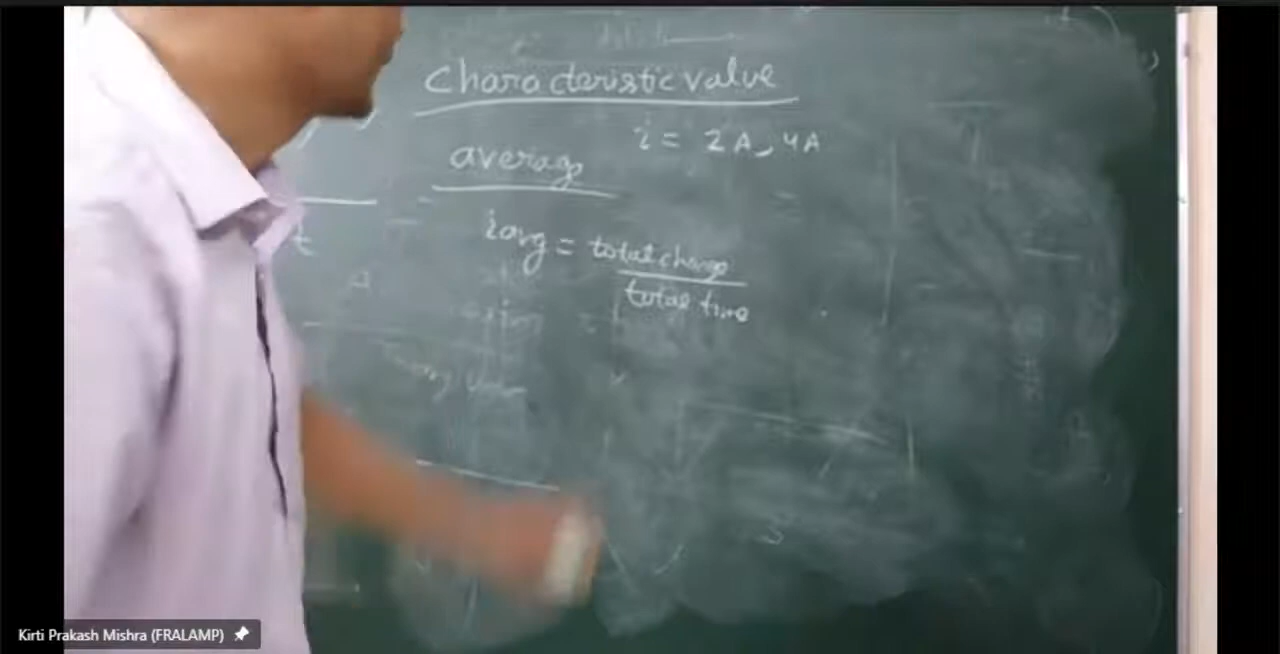 characteristic value
i = 2A, 4A
average
t
iavg = total charge
total time
Kirti Prakash Mishra (FRALAMP)